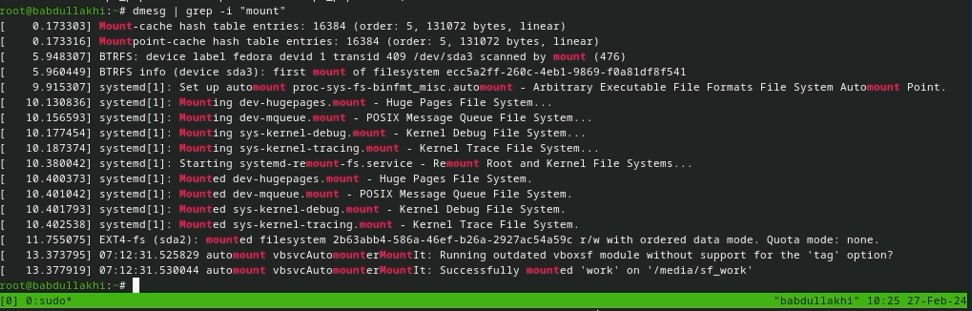 root@babdullakhi:~# dmesg | grep -i "mount"
[    0.173303] Mount-cache hash table entries: 16384 (order: 5, 131072 bytes, linear)
[    0.173316] Mountpoint-cache hash table entries: 16384 (order: 5, 131072 bytes, linear)
[    5.948307] BTRFS: device label fedora devid 1 transid 409 /dev/sda3 scanned by mount (476)
[    5.960449] BTRFS info (device sda3): first mount of filesystem ecc5a2ff-260c-4eb1-9869-f0a81df8f541
[    9.915307] systemd[1]: Set up automount proc-sys-fs-binfmt_misc.automount - Arbitrary Executable File Formats File System Automount Point.
[   10.130836] systemd[1]: Mounting dev-hugepages.mount - Huge Pages File System...
[   10.156593] systemd[1]: Mounting dev-mqueue.mount - POSIX Message Queue File System...
[   10.177454] systemd[1]: Mounting sys-kernel-debug.mount - Kernel Debug File System...
[   10.187374] systemd[1]: Mounting sys-kernel-tracing.mount - Kernel Trace File System...
[   10.380042] systemd[1]: Starting systemd-remount-fs.service - Remount Root and Kernel File Systems...
[   10.400373] systemd[1]: Mounted dev-hugepages.mount - Huge Pages File System.
[   10.401042] systemd[1]: Mounted dev-mqueue.mount - POSIX Message Queue File System.
[   10.401793] systemd[1]: Mounted sys-kernel-debug.mount - Kernel Debug File System.
[   10.402538] systemd[1]: Mounted sys-kernel-tracing.mount - Kernel Trace File System.
[   11.755075] EXT4-fs (sda2): mounted filesystem 2b63abb4-586a-46ef-b26a-2927ac54a59c r/w with ordered data mode. Quota mode: none.
[   13.373795] 07:12:31.525829 automount vbsvcAutomounterMountIt: Running outdated vboxsf module without support for the 'tag' option?
[   13.377919] 07:12:31.530044 automount vbsvcAutomounterMountIt: Successfully mounted 'work' on '/media/sf_work'
root@babdullakhi:~#
[0] 0:sudo* "babdullakhi" 10:25 27-Feb-24